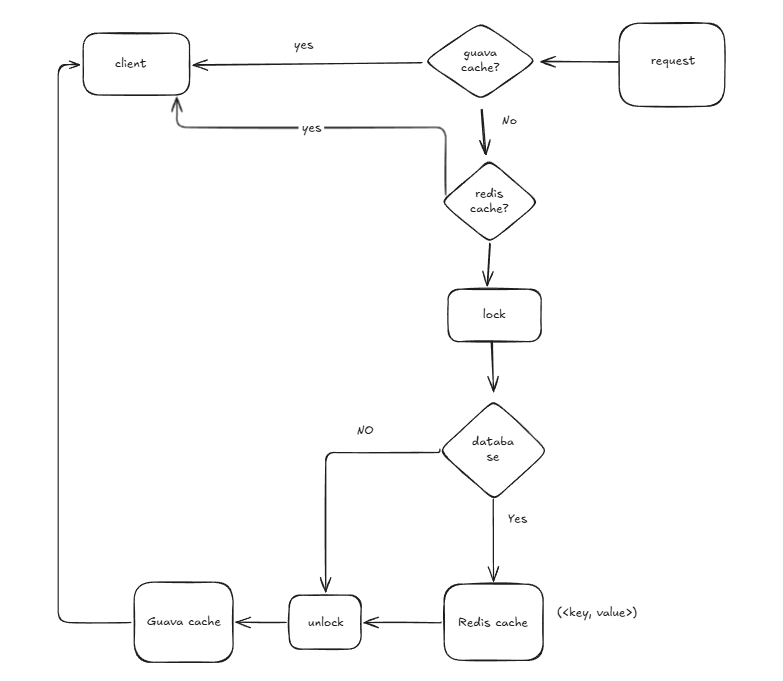 yes
client
guava
cache?
request
No
yes
redis
cache?
lock
NO
databa
se
Yes
Guava cache
unlock
Redis cache
(<key, value>)